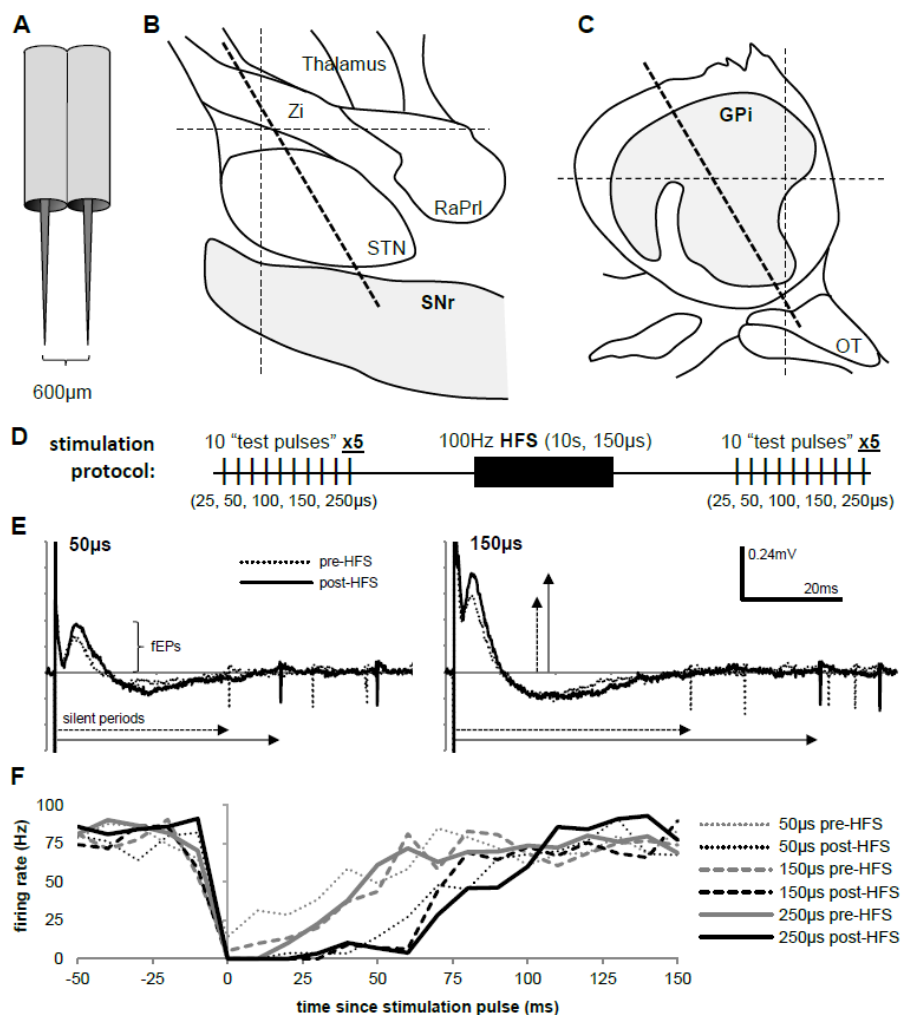 A
600µm
B
Thalamus
Zi
RaPrl
STN
SNr
C
GPi
OT
D
stimulation protocol:
10 “test pulses” x5
(25, 50, 100, 150, 250µs)
100Hz HFS (10s, 150µs)
10 “test pulses” x5
(25, 50, 100, 150, 250µs)
E
50µs
pre-HFS
post-HFS
fEPs
silent periods
150µs
0.24mV
20ms
F
firing rate (Hz)
100
75
50
25
0
-50
-25
0
25
50
75
100
125
150
time since stimulation pulse (ms)
50µs pre-HFS
50µs post-HFS
150µs pre-HFS
150µs post-HFS
250µs pre-HFS
250µs post-HFS